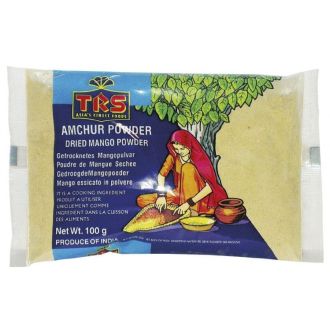 TRS
ASIA'S FINEST FOODS
AMCHUR POWDER
DRIED MANGO POWDER
Getrocknetes Mangopulver
Poudre de Mangue Sechee
GedroogdeMangopoeder
Mango essicato in polvere
IT IS A COOKING INGREDIENT
PRODUIT A UTILISER
UNIQUEMENT COMME
INGREDIENT DANS LA CUISSON
DES ALIMENTS
Net Wt. 100 g
PRODUCE OF INDIA